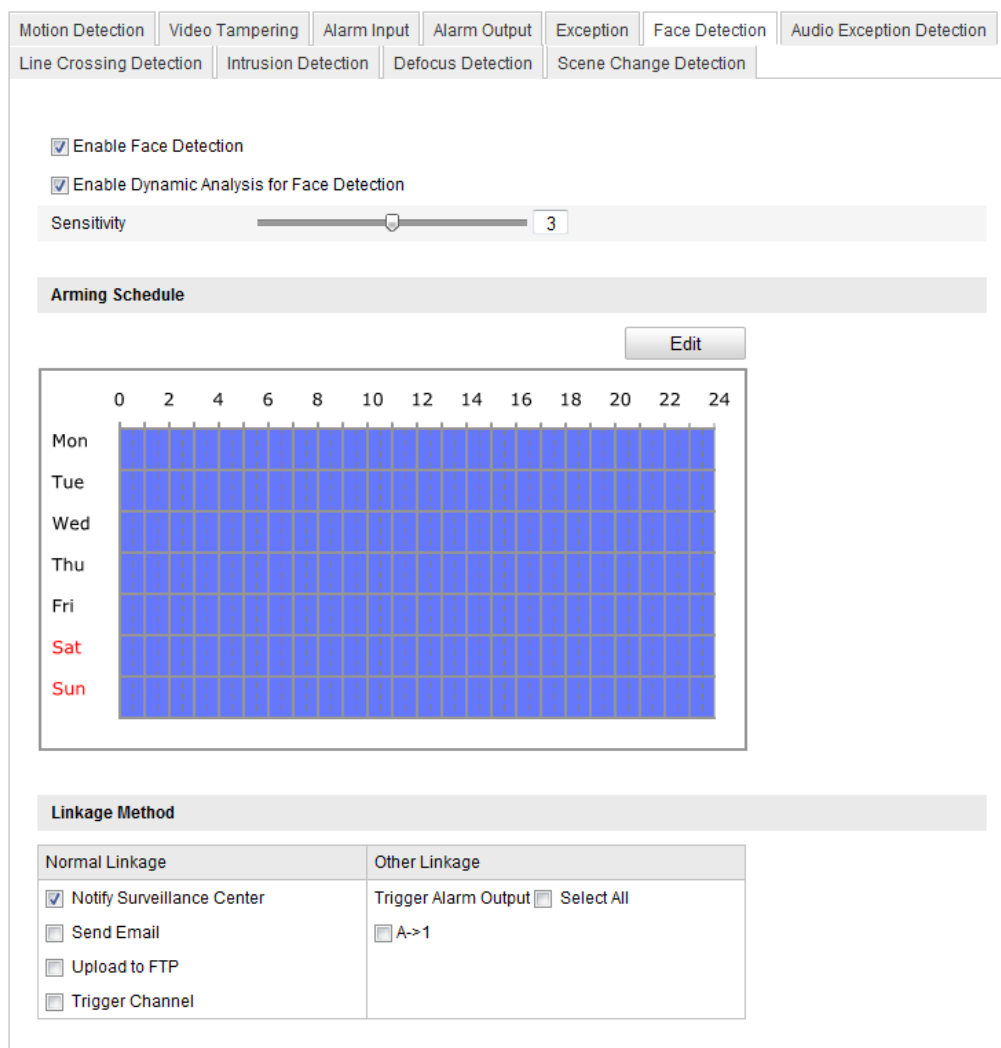 Motion Detection Video Tampering Alarm Input Alarm Output Exception Face Detection Audio Exception Detection
Line Crossing Detection Intrusion Detection Defocus Detection Scene Change Detection
Enable Face Detection
Enable Dynamic Analysis for Face Detection
Sensitivity 3
Arming Schedule
Edit
0 2 4 6 8 10 12 14 16 18 20 22 24
Mon
Tue
Wed
Thu
Fri
Sat
Sun
Linkage Method
Normal Linkage Other Linkage
Notify Surveillance Center Trigger Alarm Output Select All
Send Email A->1
Upload to FTP
Trigger Channel